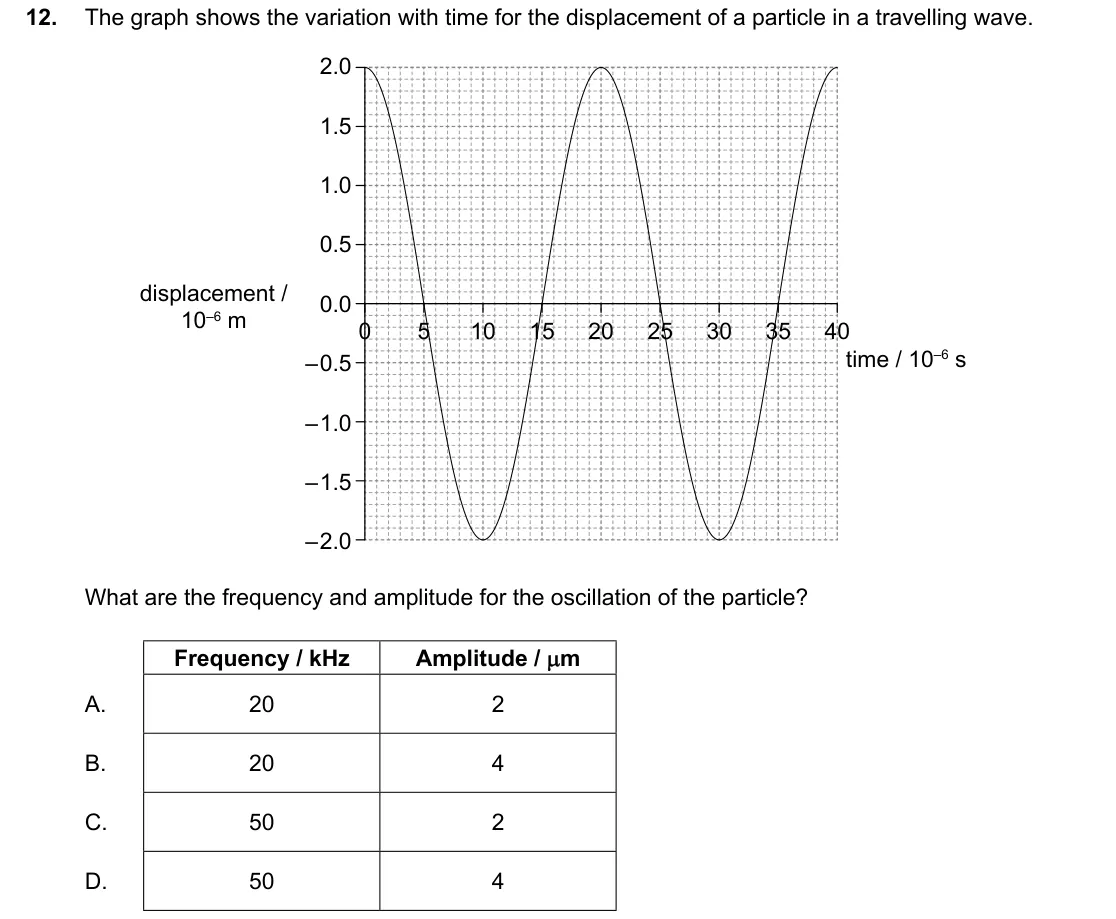 12. The graph shows the variation with time for the displacement of a particle in a travelling wave.
2.0
1.5
1.0
0.5
displacement /
10⁻⁶ m
0.0
0 5 10 15 20 25 30 35 40
time / 10⁻⁶ s
–0.5
–1.0
–1.5
–2.0
What are the frequency and amplitude for the oscillation of the particle?
Frequency / kHz Amplitude / μm
A. 20 2
B. 20 4
C. 50 2
D. 50 4